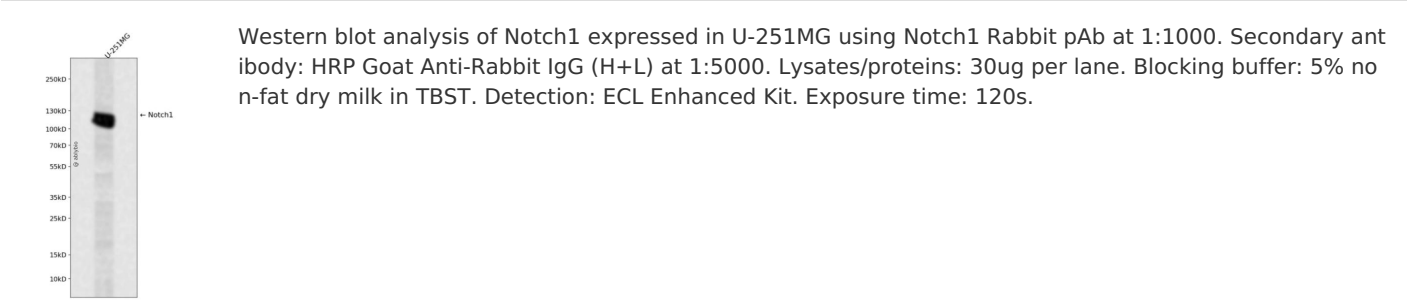 U-251MG
250kD
130kD
100kD
70kD
55kD
35kD
25kD
15kD
10kD
← Notch1
@ ablybio
Western blot analysis of Notch1 expressed in U-251MG using Notch1 Rabbit pAb at 1:1000. Secondary ant
ibody: HRP Goat Anti-Rabbit IgG (H+L) at 1:5000. Lysates/proteins: 30ug per lane. Blocking buffer: 5% no
n-fat dry milk in TBST. Detection: ECL Enhanced Kit. Exposure time: 120s.